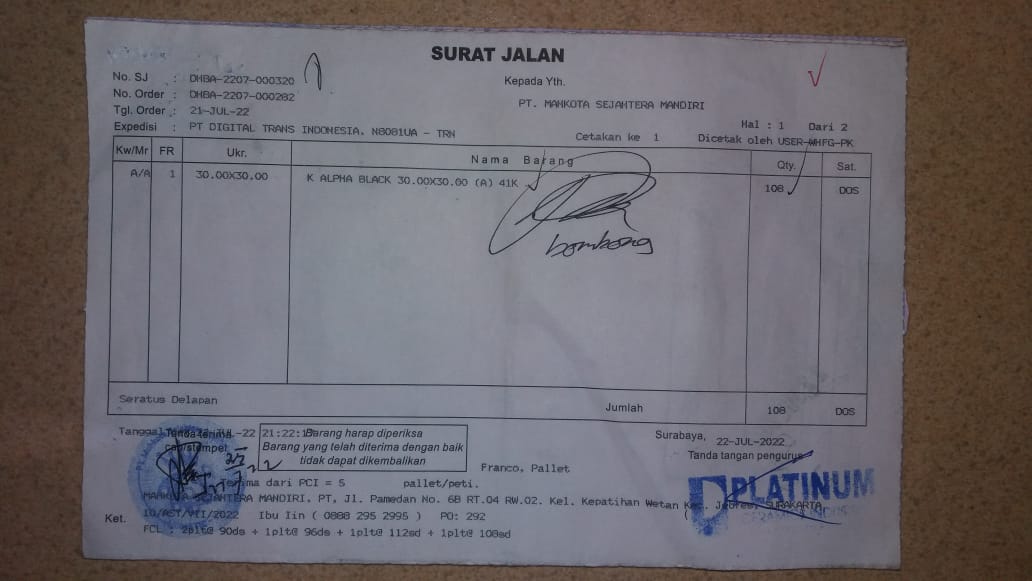 SURAT JALAN
No. SJ : DHBA-2207-000320
Kepada Yth.
No. Order : DHBA-2207-000282
PT. MAHKOTA SEJAHTERA MANDIRI
Tgl. Order : 21-JUL-22
Hal : 1 Dari 2
Expedisi : PT DIGITAL TRANS INDONESIA. N8081UA - TRN
Cetakan ke 1 Dicetak oleh USER-WHFG-PK
Kw/Mr FR Ukr. Nama Barang Qty. Sat.
A/A 1 30.00X30.00 K ALPHA BLACK 30.00X30.00 (A) 41K 108 DOS
bombong
Seratus Delapan Jumlah 108 DOS
Tanggal -JUL-22 21:22:1
Tanda terima
cap/stempel
Barang harap diperiksa
Barang yang telah diterima dengan baik
tidak dapat dikembalikan
Surabaya, 22-JUL-2022
Tanda tangan pengurus
Franco, Pallet
Terima dari PCI = 5 pallet/peti.
PLATINUM
MAHKOTA SEJAHTERA MANDIRI. PT, Jl. Pamedan No. 6B RT.04 RW.02. Kel. Kepatihan Wetan Kec. Jebres, SURAKARTA
Ket. 10/AST/VII/2022 Ibu Iin ( 0888 295 2995 ) PO: 292
FCL : 2plt@ 90ds + 1plt@ 96ds + 1plt@ 112sd + 1plt@ 108sd